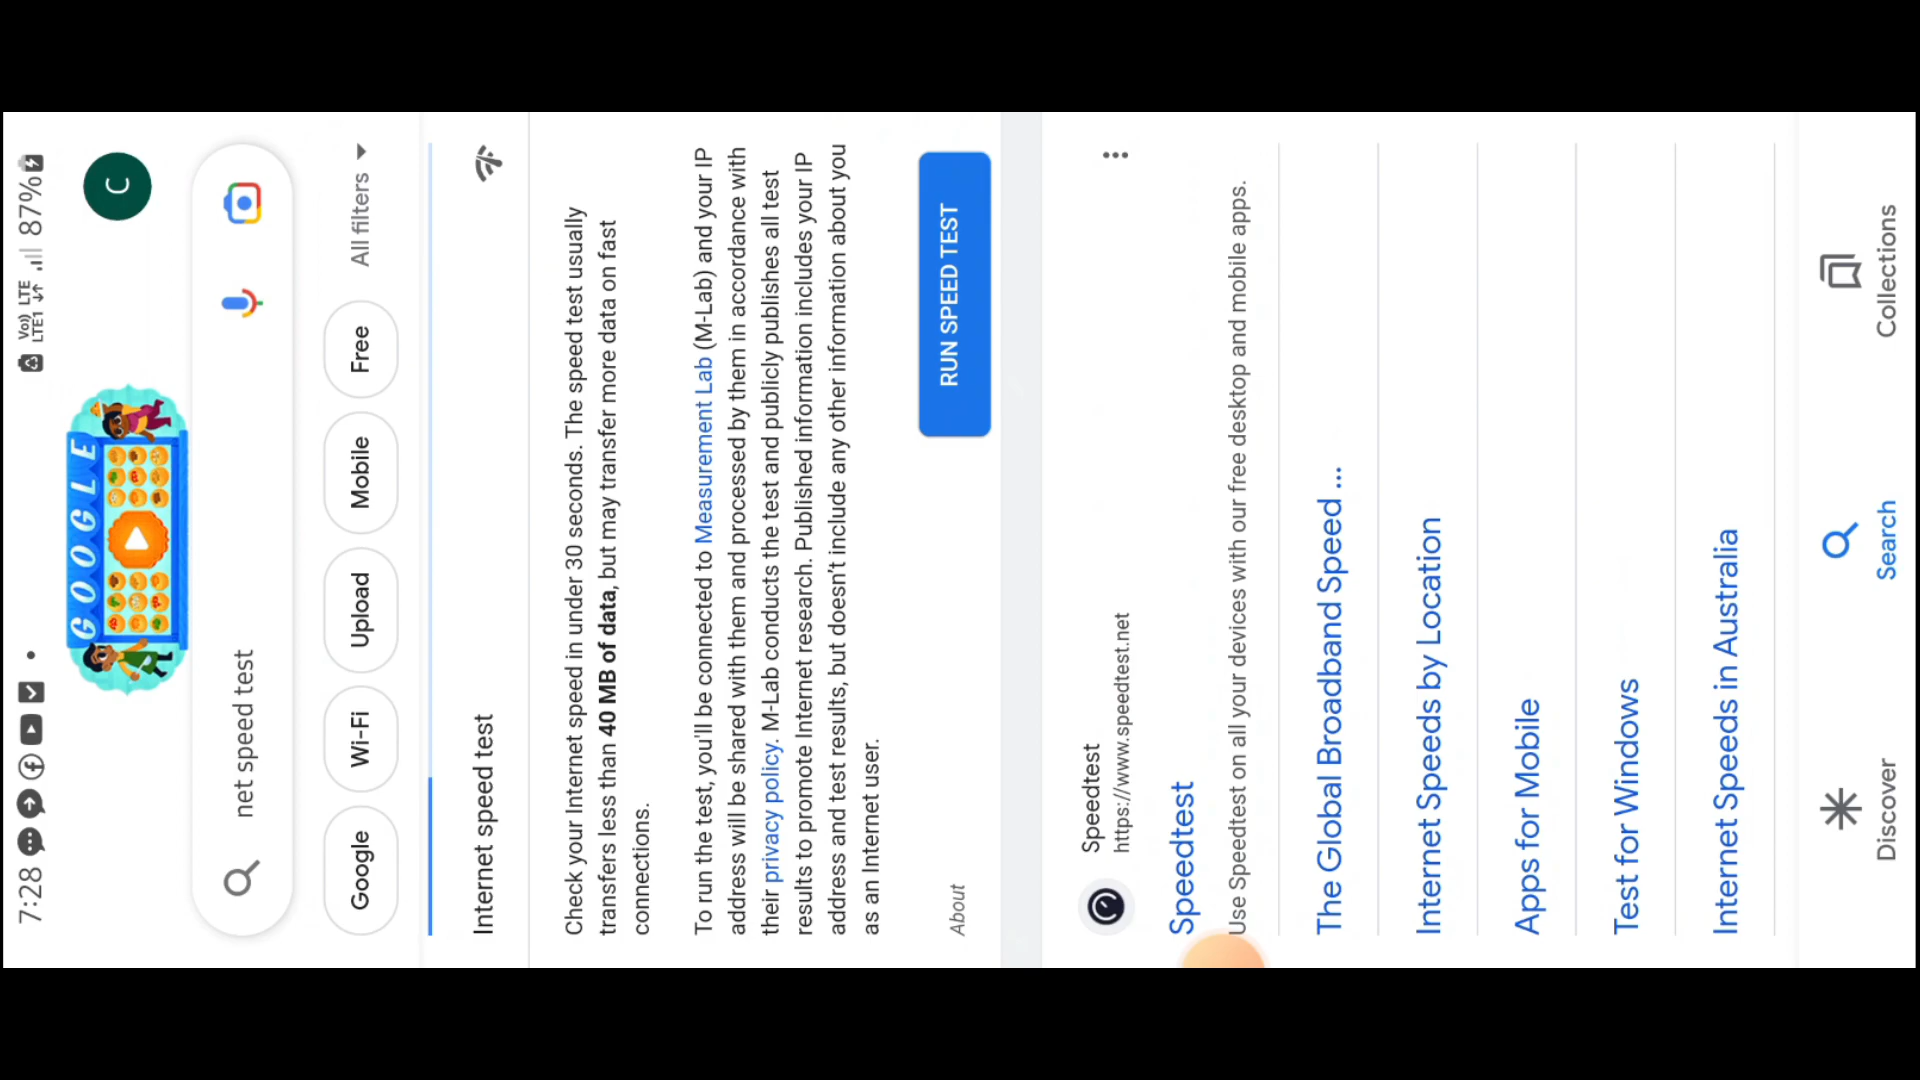 7:28
Vo)) LTE
LTE1
87%
GOOGLE
C
net speed test
Google
Wi-Fi
Upload
Mobile
Free
All filters
Internet speed test
Check your Internet speed in under 30 seconds. The speed test usually
transfers less than 40 MB of data, but may transfer more data on fast
connections.
To run the test, you'll be connected to Measurement Lab (M-Lab) and your IP
address will be shared with them and processed by them in accordance with
their privacy policy. M-Lab conducts the test and publicly publishes all test
results to promote Internet research. Published information includes your IP
address and test results, but doesn't include any other information about you
as an Internet user.
About
RUN SPEED TEST
Speedtest
https://www.speedtest.net
Speedtest
Use Speedtest on all your devices with our free desktop and mobile apps.
The Global Broadband Speed ...
Internet Speeds by Location
Apps for Mobile
Test for Windows
Internet Speeds in Australia
Discover
Search
Collections